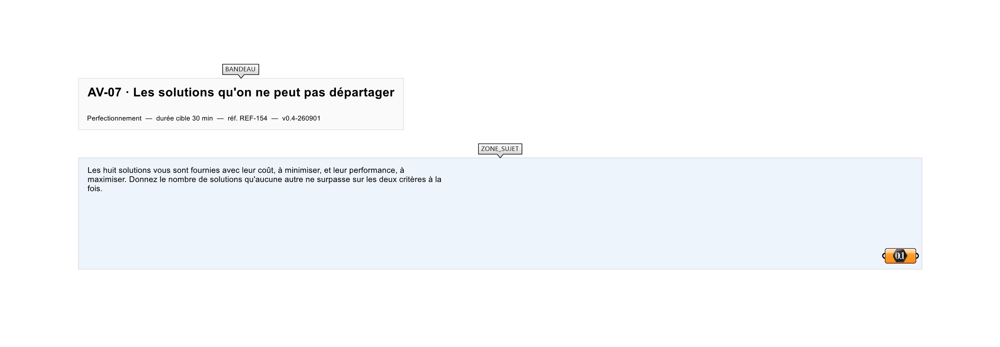 BANDEAU
AV-07 · Les solutions qu'on ne peut pas départager
Perfectionnement — durée cible 30 min — réf. REF-154 — v0.4-260901
ZONE_SUJET
Les huit solutions vous sont fournies avec leur coût, à minimiser, et leur performance, à
maximiser. Donnez le nombre de solutions qu'aucune autre ne surpasse sur les deux critères à la
fois.
0.1